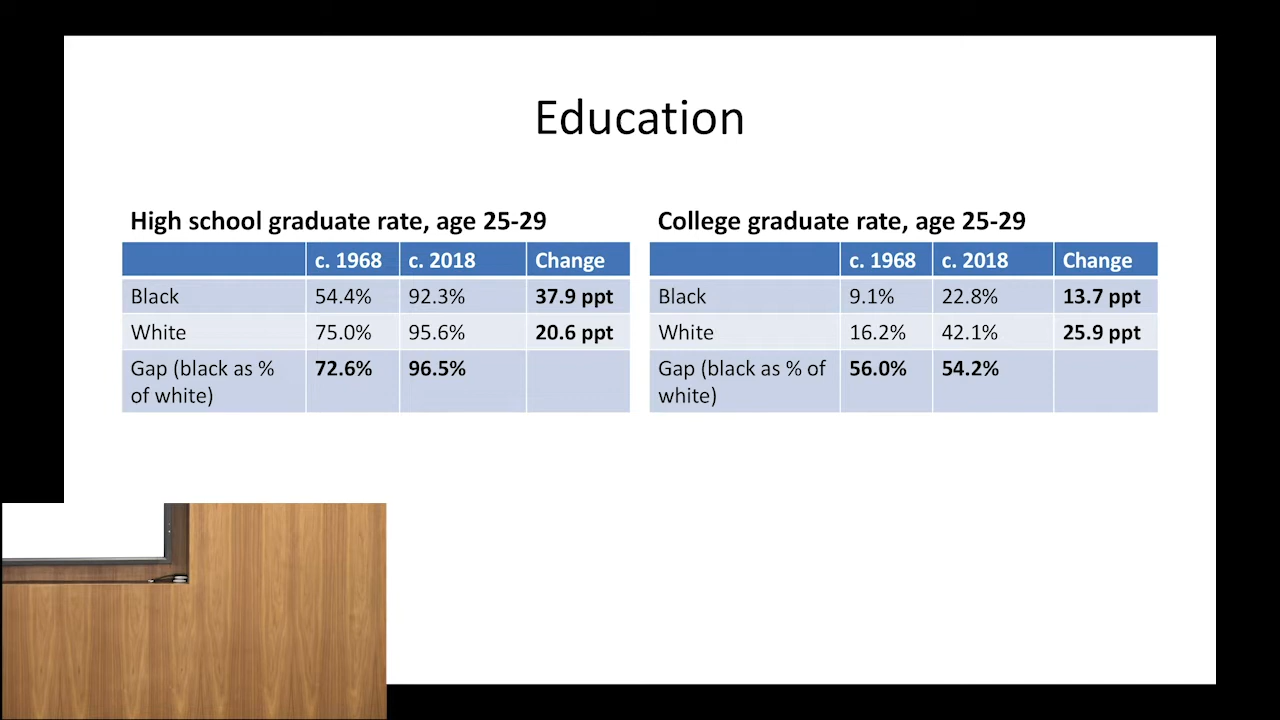 Education
High school graduate rate, age 25-29
c. 1968 c. 2018 Change
Black 54.4% 92.3% 37.9 ppt
White 75.0% 95.6% 20.6 ppt
Gap (black as % 72.6% 96.5%
of white)
College graduate rate, age 25-29
c. 1968 c. 2018 Change
Black 9.1% 22.8% 13.7 ppt
White 16.2% 42.1% 25.9 ppt
Gap (black as % of 56.0% 54.2%
white)